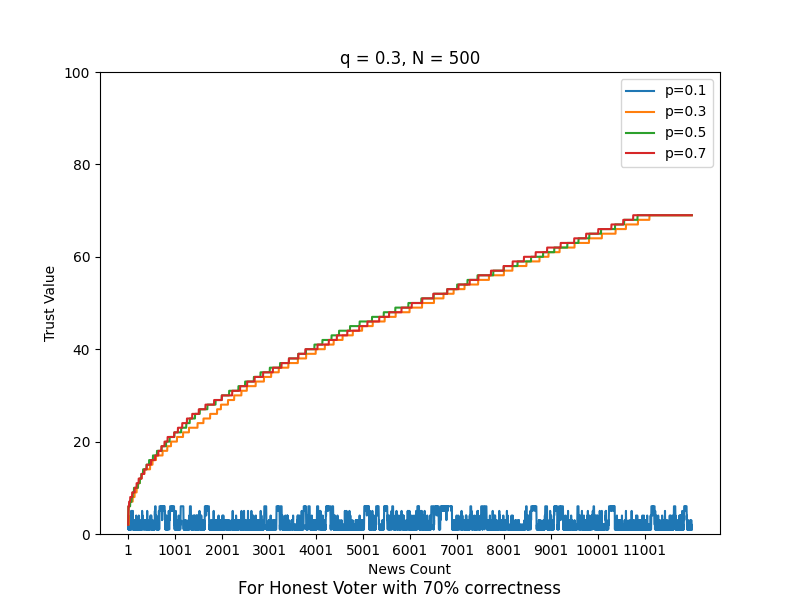 q = 0.3, N = 500
100
80
60
40
20
0
Trust Value
p=0.1
p=0.3
p=0.5
p=0.7
1 1001 2001 3001 4001 5001 6001 7001 8001 9001 10001 11001
News Count
For Honest Voter with 70% correctness